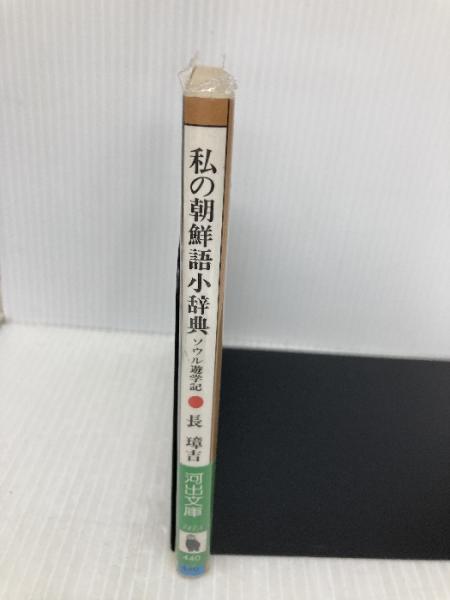 私の朝鮮語小辞典
ソウル遊学記
長 璋吉
河出文庫
440